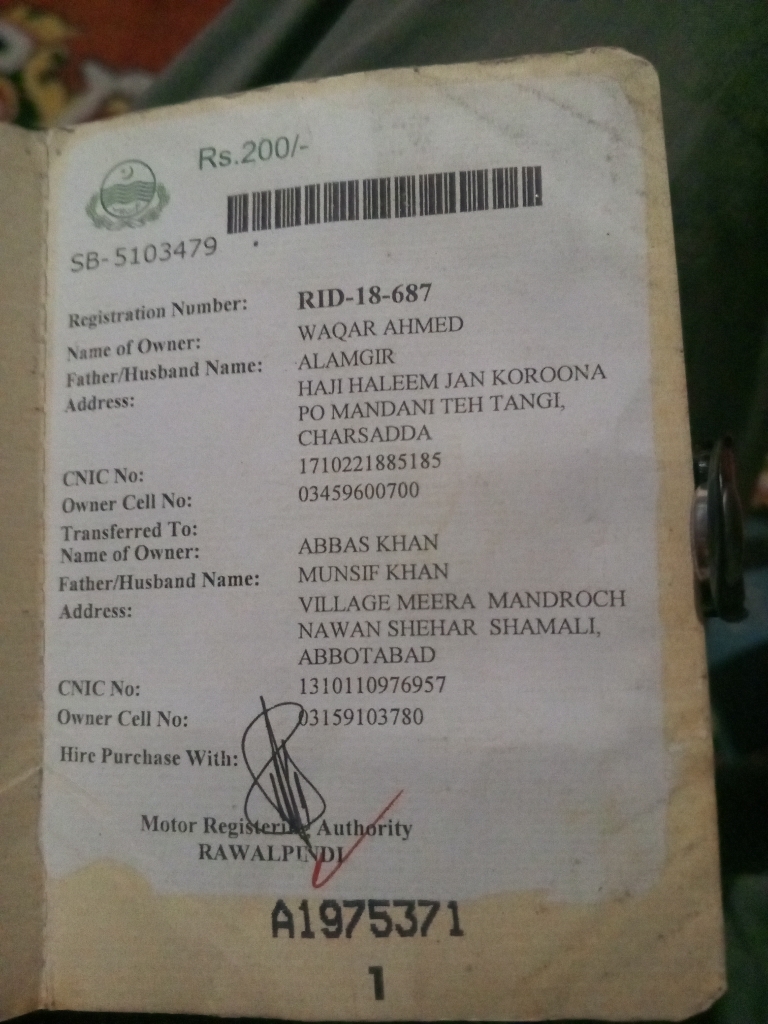 Rs.200/-
SB-5103479
Registration Number: RID-18-687
Name of Owner: WAQAR AHMED
Father/Husband Name: ALAMGIR
Address: HAJI HALEEM JAN KOROONA
PO MANDANI TEH TANGI,
CHARSADDA
CNIC No: 1710221885185
Owner Cell No: 03459600700
Transferred To:
Name of Owner: ABBAS KHAN
Father/Husband Name: MUNSIF KHAN
Address: VILLAGE MEERA MANDROCH
NAWAN SHEHAR SHAMALI,
ABBOTABAD
CNIC No: 1310110976957
Owner Cell No: 03159103780
Hire Purchase With:
Motor Registering Authority
RAWALPINDI
A1975371
1